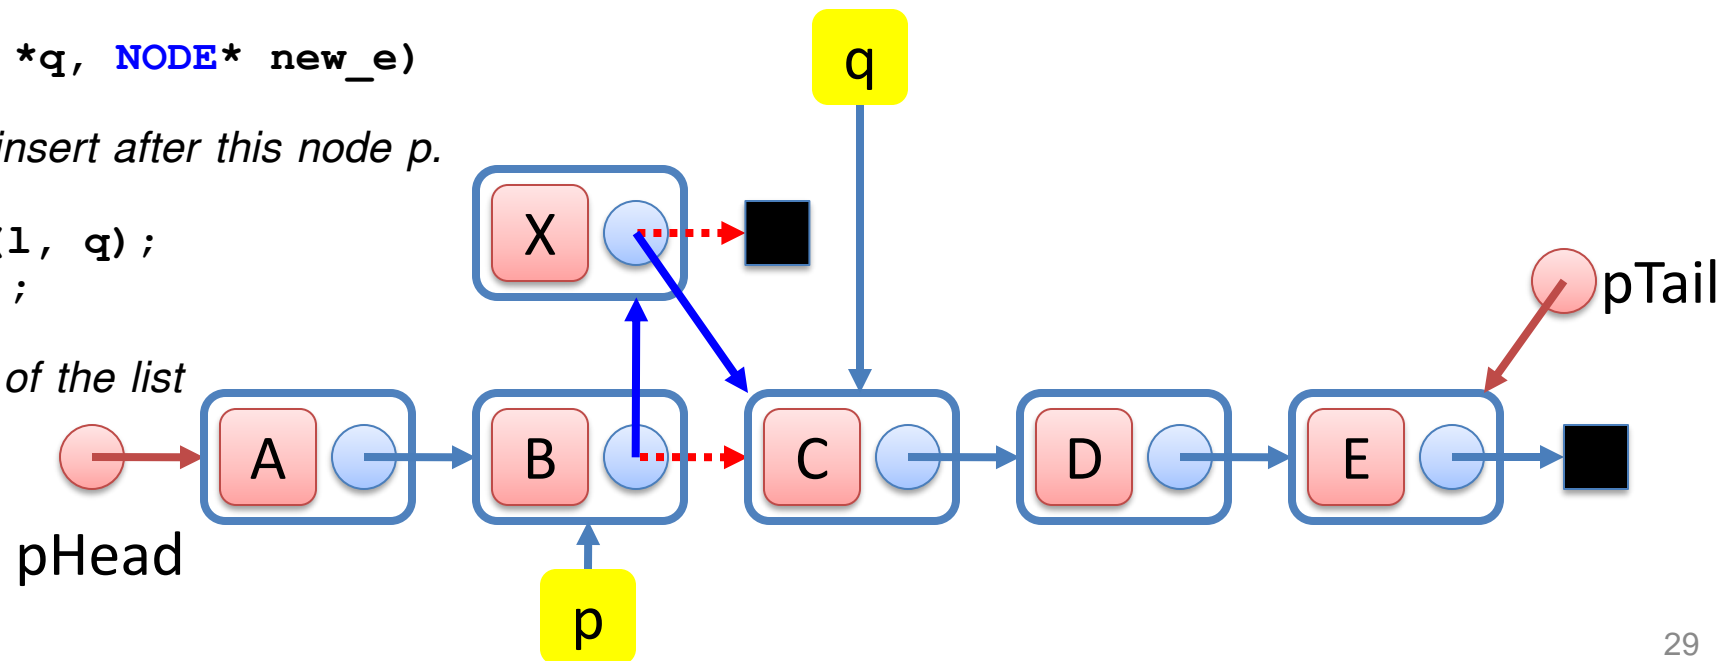 *q, NODE* new_e)
insert after this node p.
l, q);
;
of the list
q
X
pTail
A B C D E
pHead
p
29